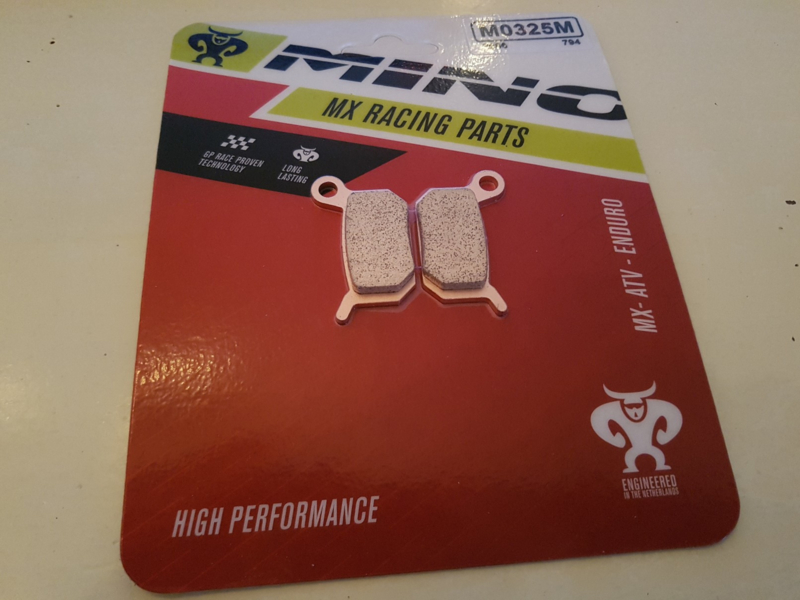 M0325M
794
MINO
MX RACING PARTS
GP RACE PROVEN
TECHNOLOGY
LONG
LASTING
MX- ATV - ENDURO
ENGINEERED
IN THE NETHERLANDS
HIGH PERFORMANCE